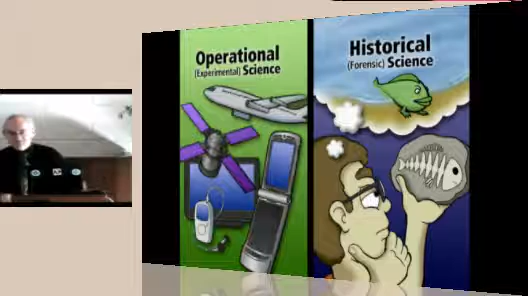 Operational
(Experimental) Science
Historical
(Forensic) Science